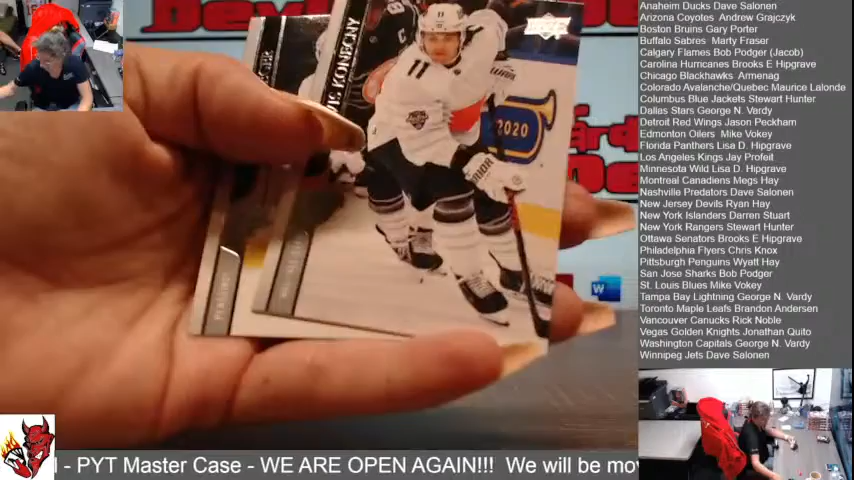 Anaheim Ducks Dave Salonen
Arizona Coyotes Andrew Grajczyk
Boston Bruins Gary Porter
Buffalo Sabres Marty Fraser
Calgary Flames Bob Podger (Jacob)
Carolina Hurricanes Brooks E Hipgrave
Chicago Blackhawks Armenag
Colorado Avalanche/Quebec Maurice Lalonde
Columbus Blue Jackets Stewart Hunter
Dallas Stars George N. Vardy
Detroit Red Wings Jason Peckham
Edmonton Oilers Mike Vokey
Florida Panthers Lisa D. Hipgrave
Los Angeles Kings Jay Profeit
Minnesota Wild Lisa D. Hipgrave
Montreal Canadiens Megs Hay
Nashville Predators Dave Salonen
New Jersey Devils Ryan Hay
New York Islanders Darren Stuart
New York Rangers Stewart Hunter
Ottawa Senators Brooks E Hipgrave
Philadelphia Flyers Chris Knox
Pittsburgh Penguins Wyatt Hay
San Jose Sharks Bob Podger
St. Louis Blues Mike Vokey
Tampa Bay Lightning George N. Vardy
Toronto Maple Leafs Brandon Andersen
Vancouver Canucks Rick Noble
Vegas Golden Knights Jonathan Quito
Washington Capitals George N. Vardy
Winnipeg Jets Dave Salonen
KONECNY
11
11
2020
- PYT Master Case - WE ARE OPEN AGAIN!!! We will be mov